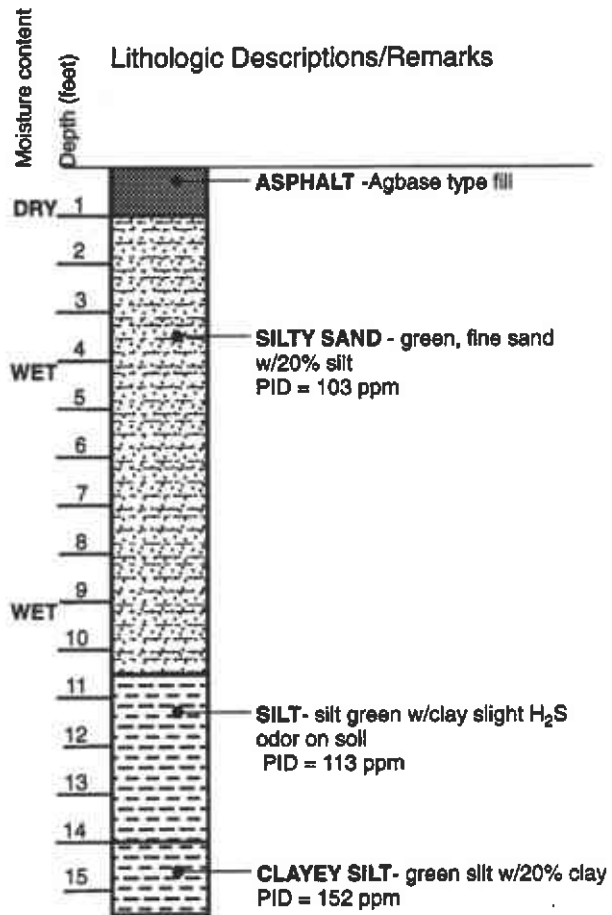 Moisture content
Depth (feet)
Lithologic Descriptions/Remarks
ASPHALT -Agbase type fill
DRY 1
2
3
SILTY SAND - green, fine sand
4
w/20% silt
WET
PID = 103 ppm
5
6
7
8
9
WET
10
11
SILT- silt green w/clay slight H₂S
odor on soil
12
PID = 113 ppm
13
14
CLAYEY SILT- green silt w/20% clay
15
PID = 152 ppm